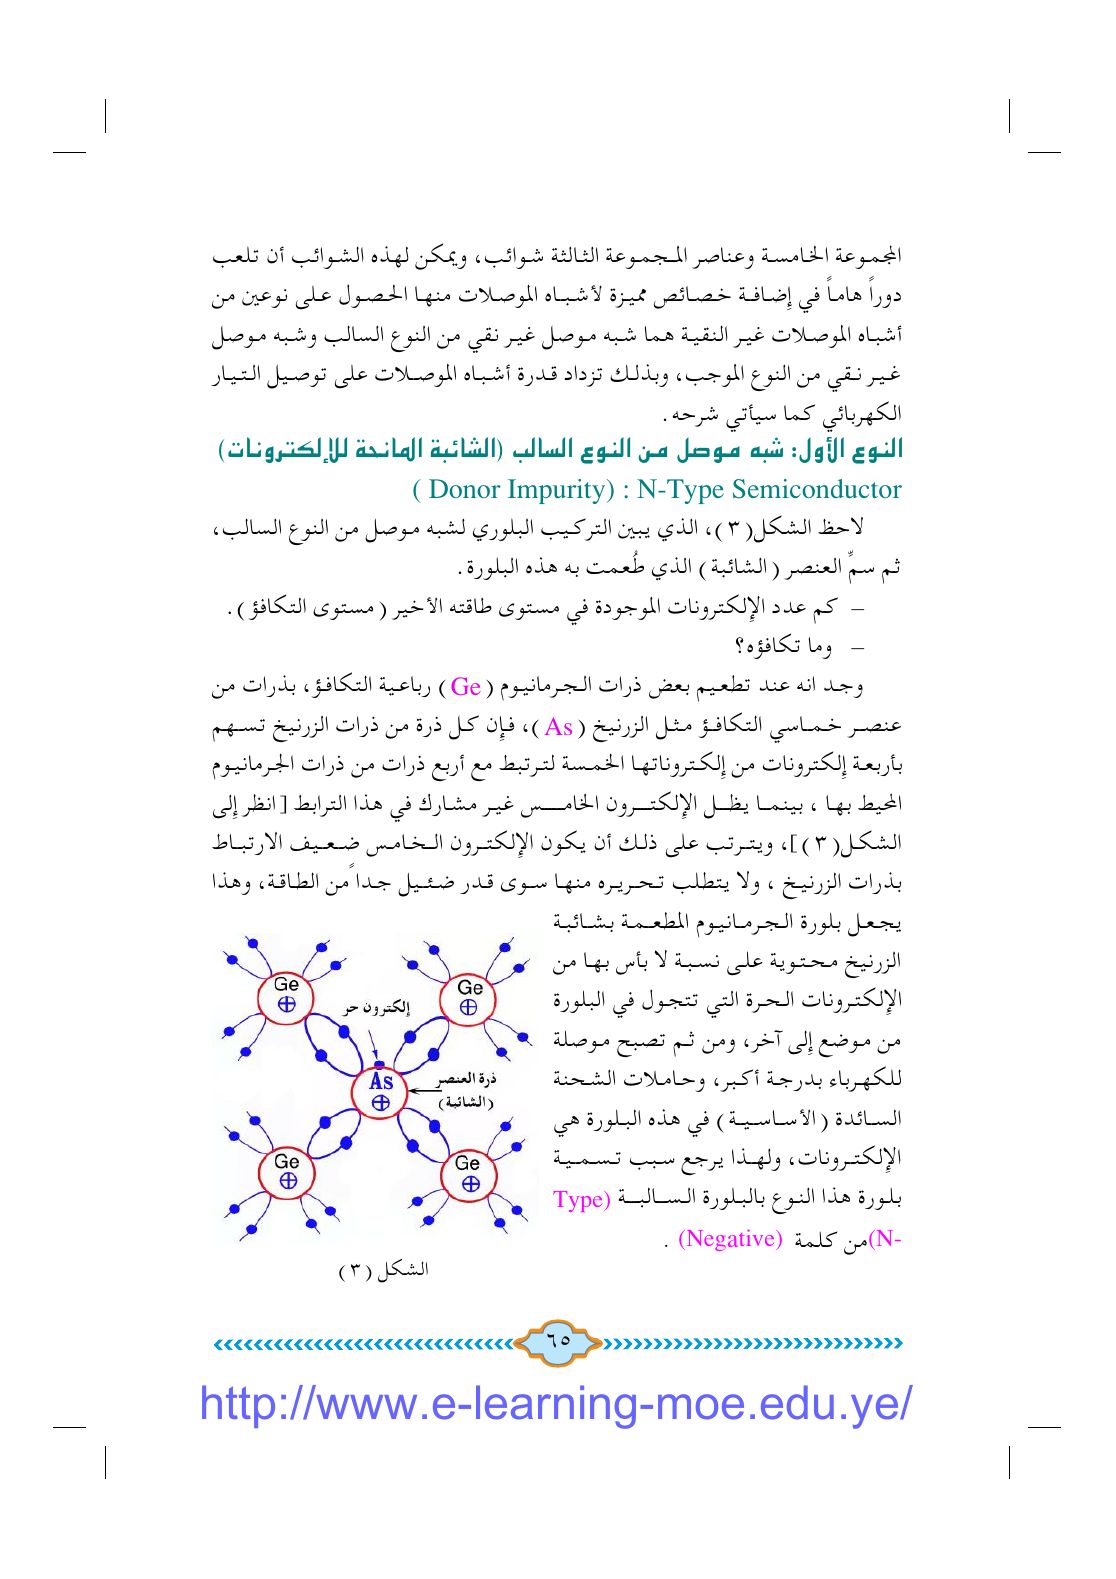 المجموعة الخامسة وعناصر المجموعة الثالثة شوائب، ويمكن لهذه الشوائب أن تلعب
دوراً هاماً في إضافة خصائص مميزة لأشباه الموصلات منها الحصول على نوعين من
أشباه الموصلات غير النقية هما شبه موصل غير نقي من النوع السالب وشبه موصل
غير نقي من النوع الموجب، وبذلك تزداد قدرة أشباه الموصلات على توصيل التيار
الكهربائي كما سيأتي شرحه.
النوع الأول: شبه موصل من النوع السالب (الشائبة المانحة للإلكترونات)
( Donor Impurity) : N-Type Semiconductor
لاحظ الشكل(٣)، الذي يبين التركيب البلوري لشبه موصل من النوع السالب،
ثم سمِّ العنصر (الشائبة) الذي طُعمت به هذه البلورة.
– كم عدد الإلكترونات الموجودة في مستوى طاقته الأخير (مستوى التكافؤ).
– وما تكافؤه؟
وجد انه عند تطعيم بعض ذرات الجرمانيوم (Ge) رباعية التكافؤ، بذرات من
عنصر خماسي التكافؤ مثل الزرنيخ (As)، فإن كل ذرة من ذرات الزرنيخ تسهم
بأربعة إلكترونات من إلكتروناتها الخمسة لترتبط مع أربع ذرات من ذرات الجرمانيوم
المحيط بها ، بينما يظل الإلكترون الخامس غير مشارك في هذا الترابط [انظر إلى
الشكل(٣)]، ويترتب على ذلك أن يكون الإلكترون الخامس ضعيف الارتباط
بذرات الزرنيخ ، ولا يتطلب تحريره منها سوى قدر ضئيل جداً من الطاقة، وهذا
يجعل بلورة الجرمانيوم المطعمة بشائبة
الزرنيخ محتوية على نسبة لا بأس بها من
الإلكترونات الحرة التي تتجول في البلورة
من موضع إلى آخر، ومن ثم تصبح موصلة
للكهرباء بدرجة أكبر، وحاملات الشحنة
السائدة (الأساسية) في هذه البلورة هي
الإلكترونات، ولهذا يرجع سبب تسمية
بلورة هذا النوع بالبلورة السالبة (Type
N-) من كلمة (Negative) .
Ge
Ge
إلكترون حر
As
ذرة العنصر
(الشائبة)
Ge
Ge
الشكل (٣)
٦٥
http://www.e-learning-moe.edu.ye/